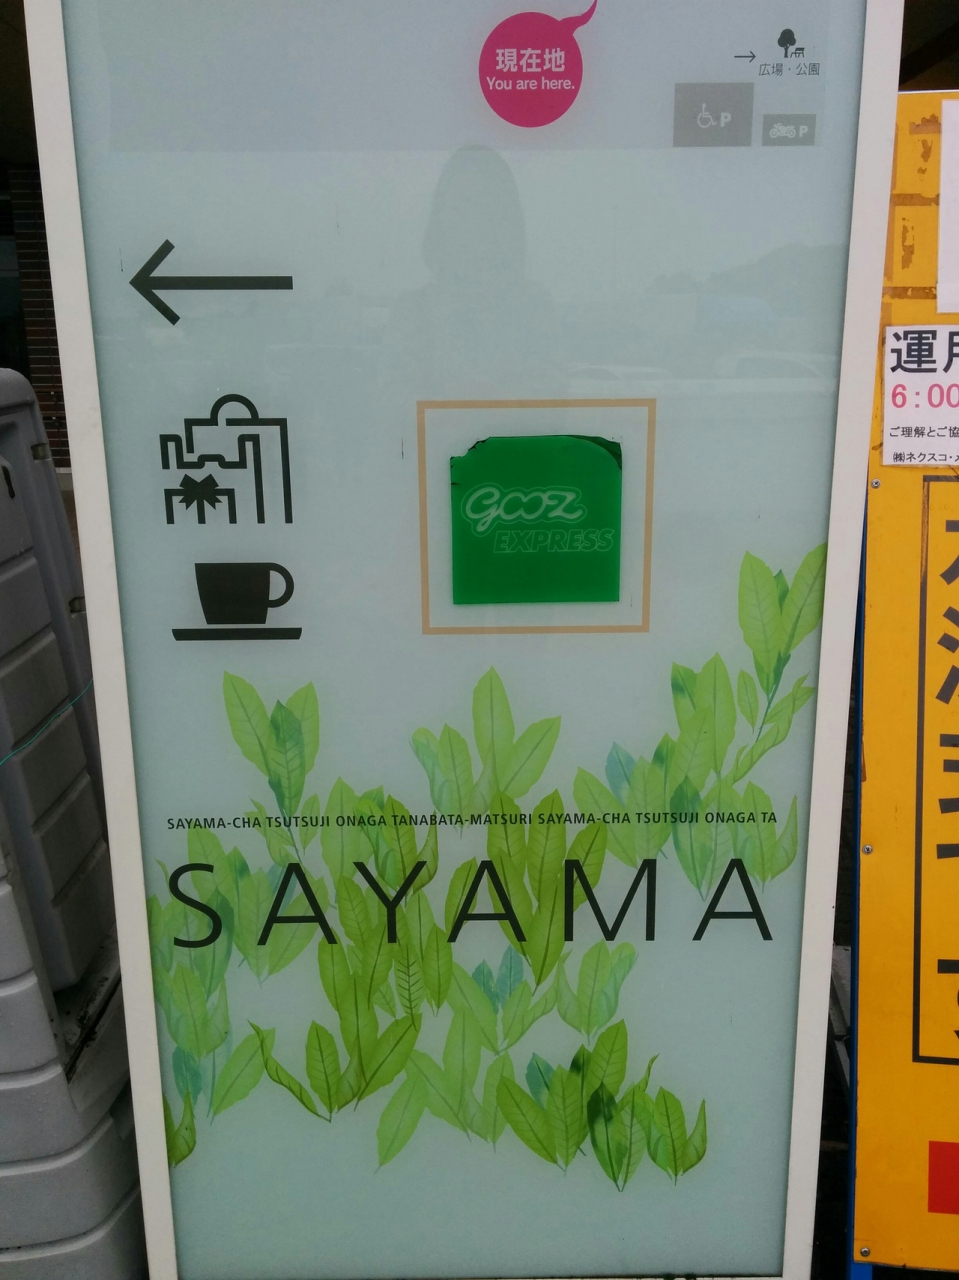 現在地
You are here.
広場・公園
P
P
gooz
EXPRESS
SAYAMA-CHA TSUTSUJI ONAGA TANABATA-MATSURI SAYAMA-CHA TSUTSUJI ONAGA TA
SAYAMA
運
6:00
ご理解とご協
㈱ネクスコ・メ